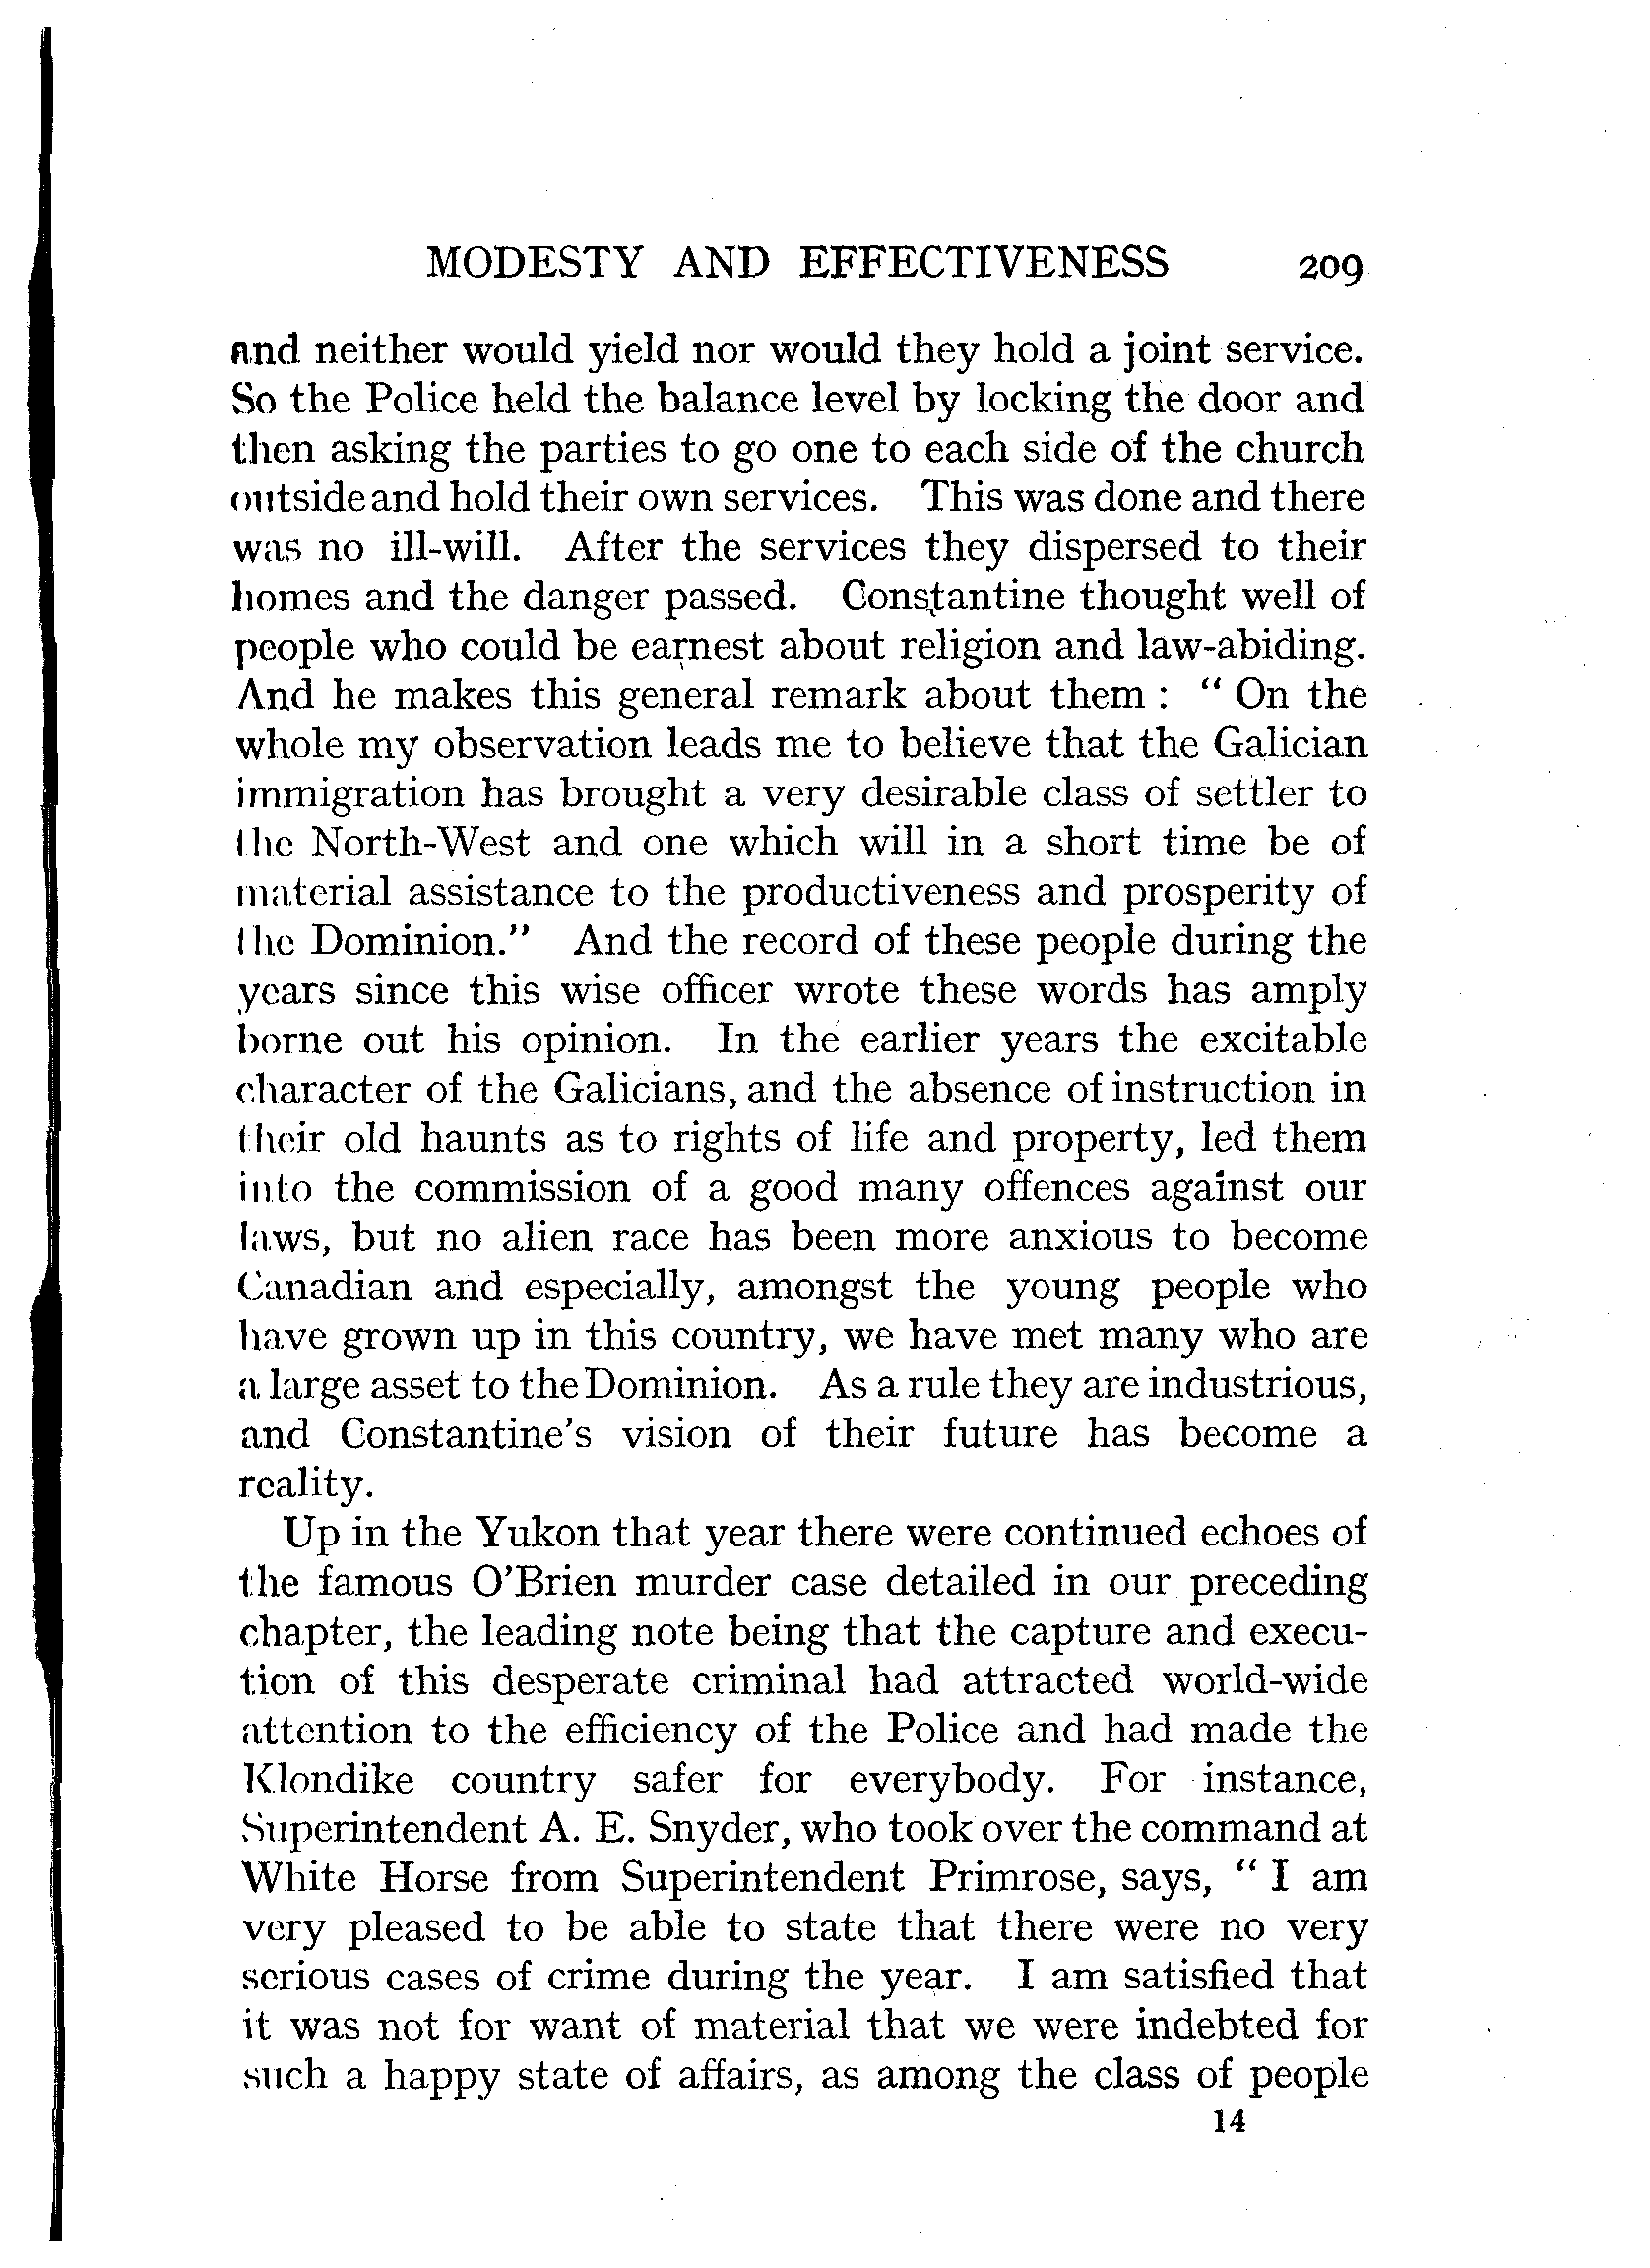 MODESTY AND EFFECTIVENESS 209
and neither would yield nor would they hold a joint service.
So the Police held the balance level by locking the door and
then asking the parties to go one to each side of the church
outside and hold their own services. This was done and there
was no ill-will. After the services they dispersed to their
homes and the danger passed. Constantine thought well of
people who could be earnest about religion and law-abiding.
And he makes this general remark about them : “ On the
whole my observation leads me to believe that the Galician
immigration has brought a very desirable class of settler to
the North-West and one which will in a short time be of
material assistance to the productiveness and prosperity of
the Dominion.” And the record of these people during the
years since this wise officer wrote these words has amply
borne out his opinion. In the earlier years the excitable
character of the Galicians, and the absence of instruction in
their old haunts as to rights of life and property, led them
into the commission of a good many offences against our
laws, but no alien race has been more anxious to become
Canadian and especially, amongst the young people who
have grown up in this country, we have met many who are
a large asset to the Dominion. As a rule they are industrious,
and Constantine’s vision of their future has become a
reality.
Up in the Yukon that year there were continued echoes of
the famous O’Brien murder case detailed in our preceding
chapter, the leading note being that the capture and execu-
tion of this desperate criminal had attracted world-wide
attention to the efficiency of the Police and had made the
Klondike country safer for everybody. For instance,
Superintendent A. E. Snyder, who took over the command at
White Horse from Superintendent Primrose, says, “ I am
very pleased to be able to state that there were no very
serious cases of crime during the year. I am satisfied that
it was not for want of material that we were indebted for
such a happy state of affairs, as among the class of people
14